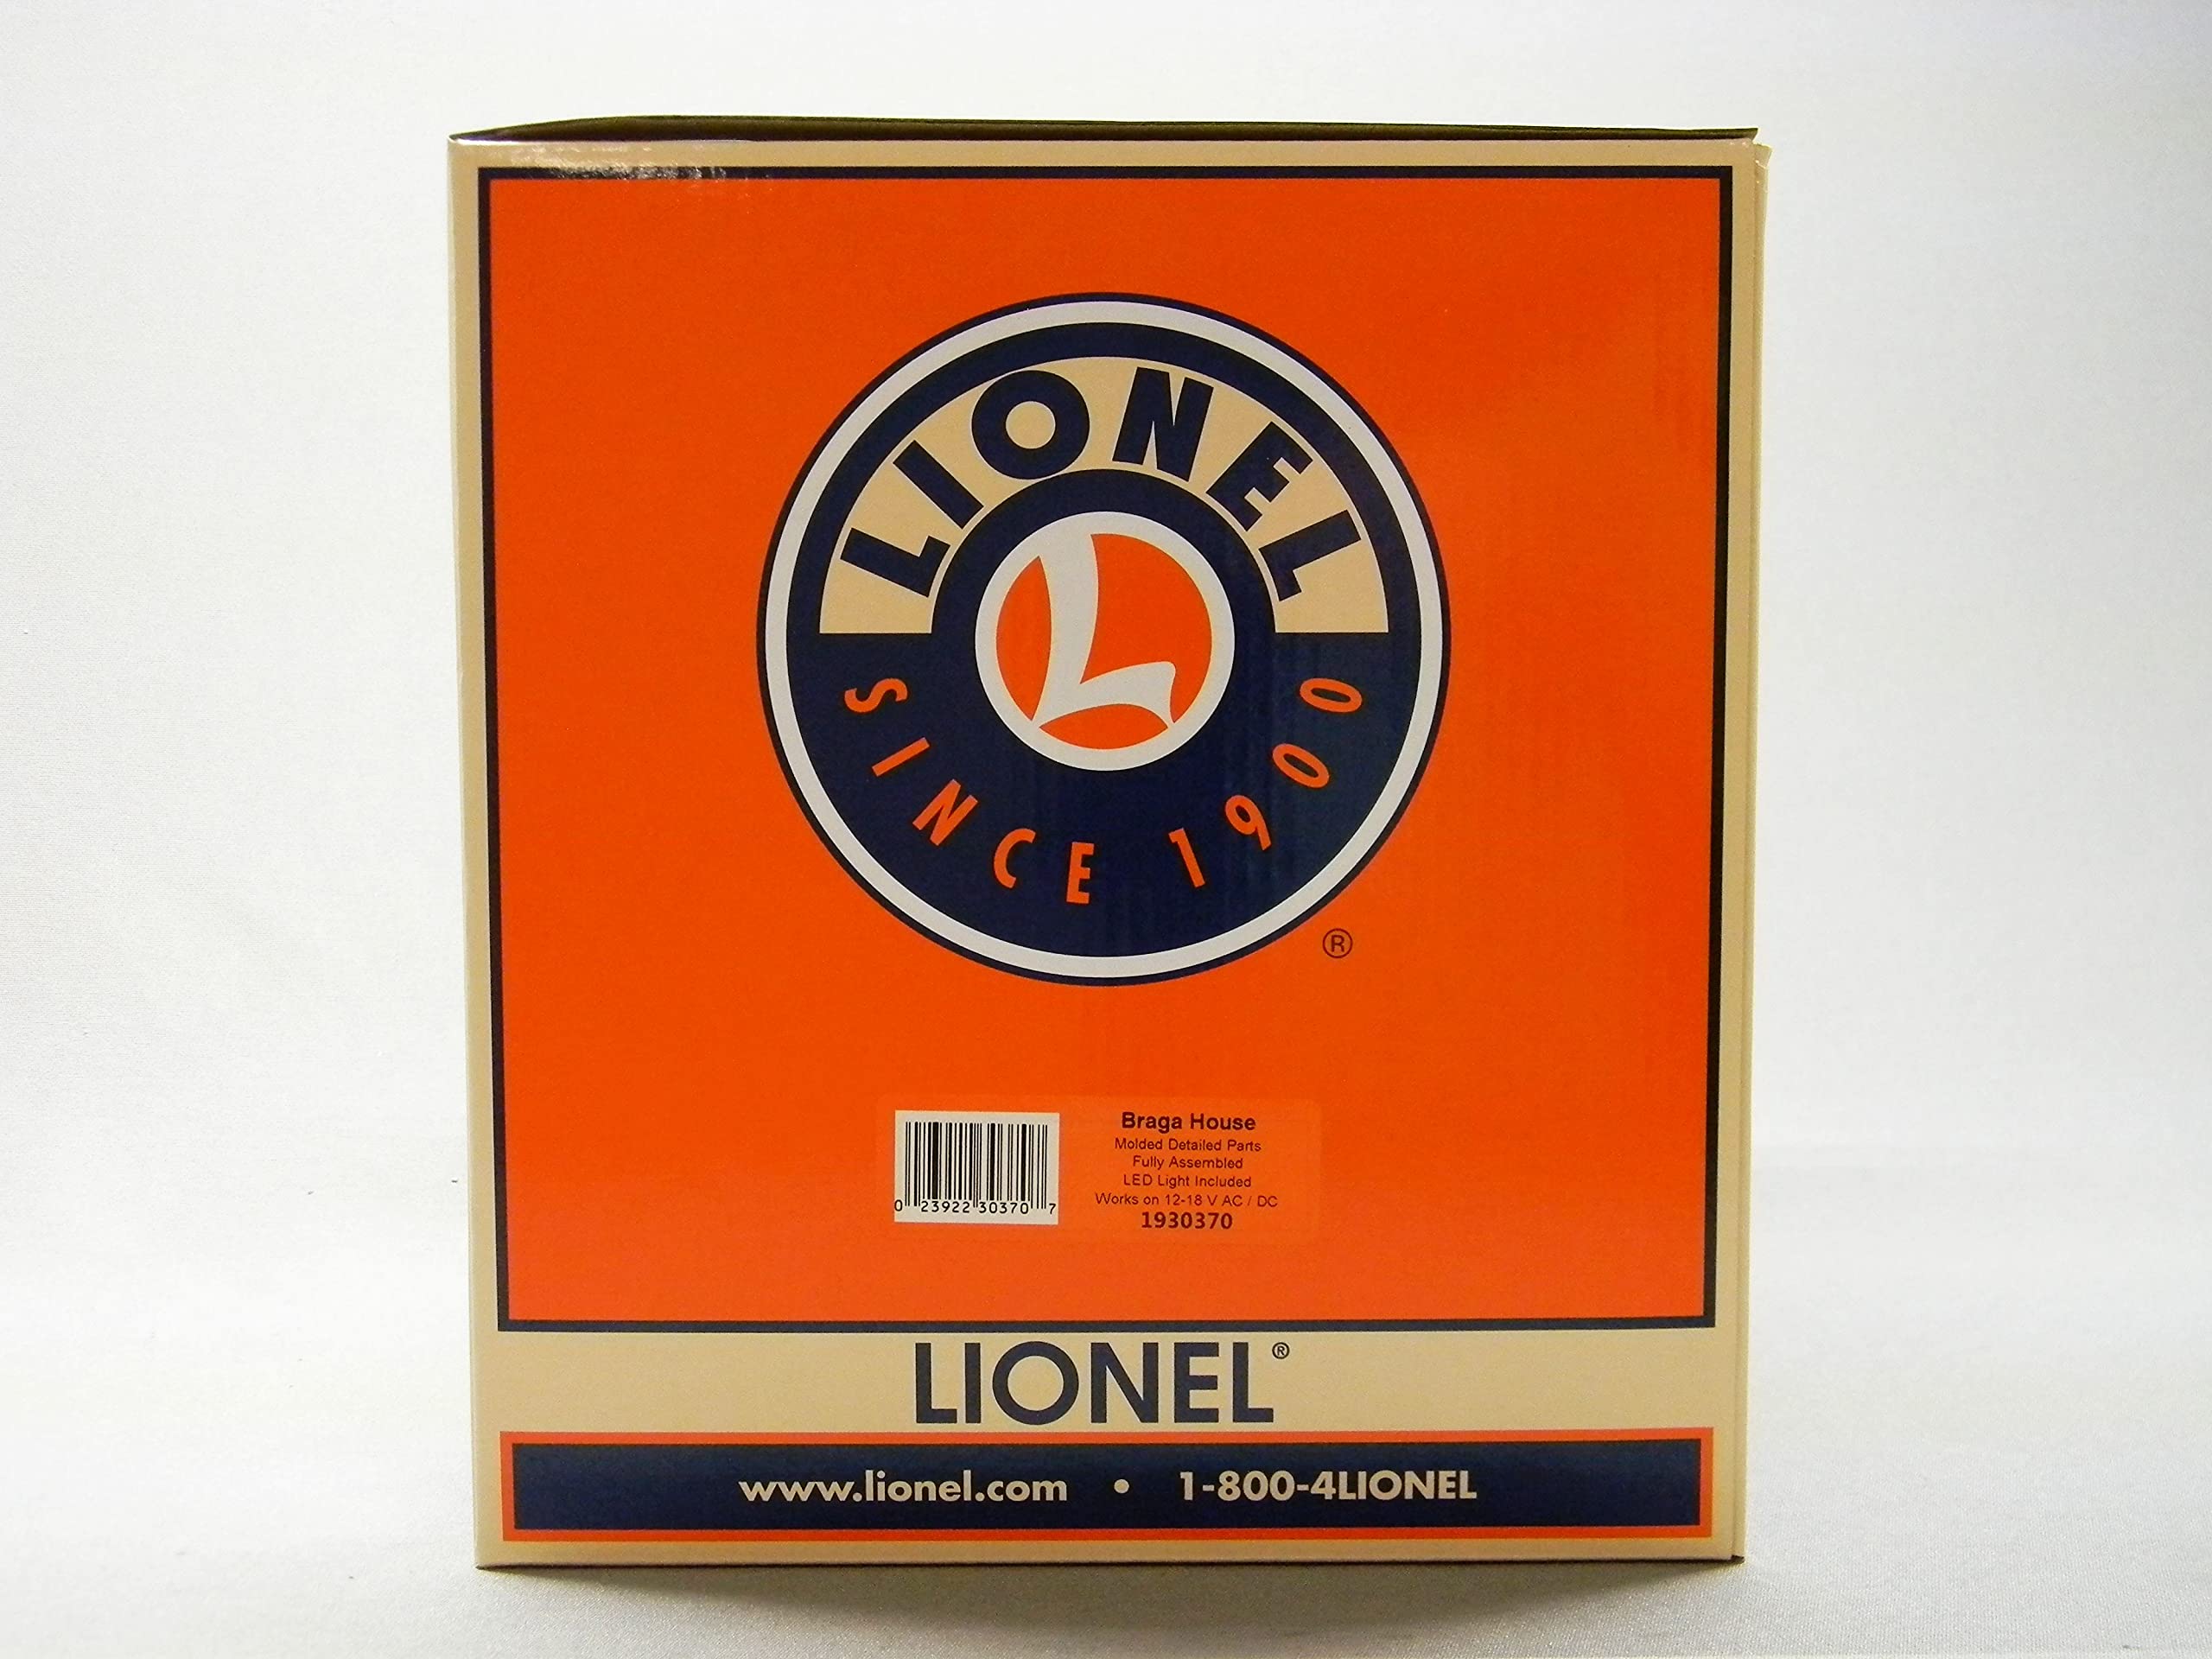 LIONEL
L
SINCE 1900
®
Braga House
Molded Detailed Parts
Fully Assembled
LED Light Included
Works on 12-18 V AC / DC
1930370
0 23922 30370 7
LIONEL®
www.lionel.com • 1-800-4LIONEL